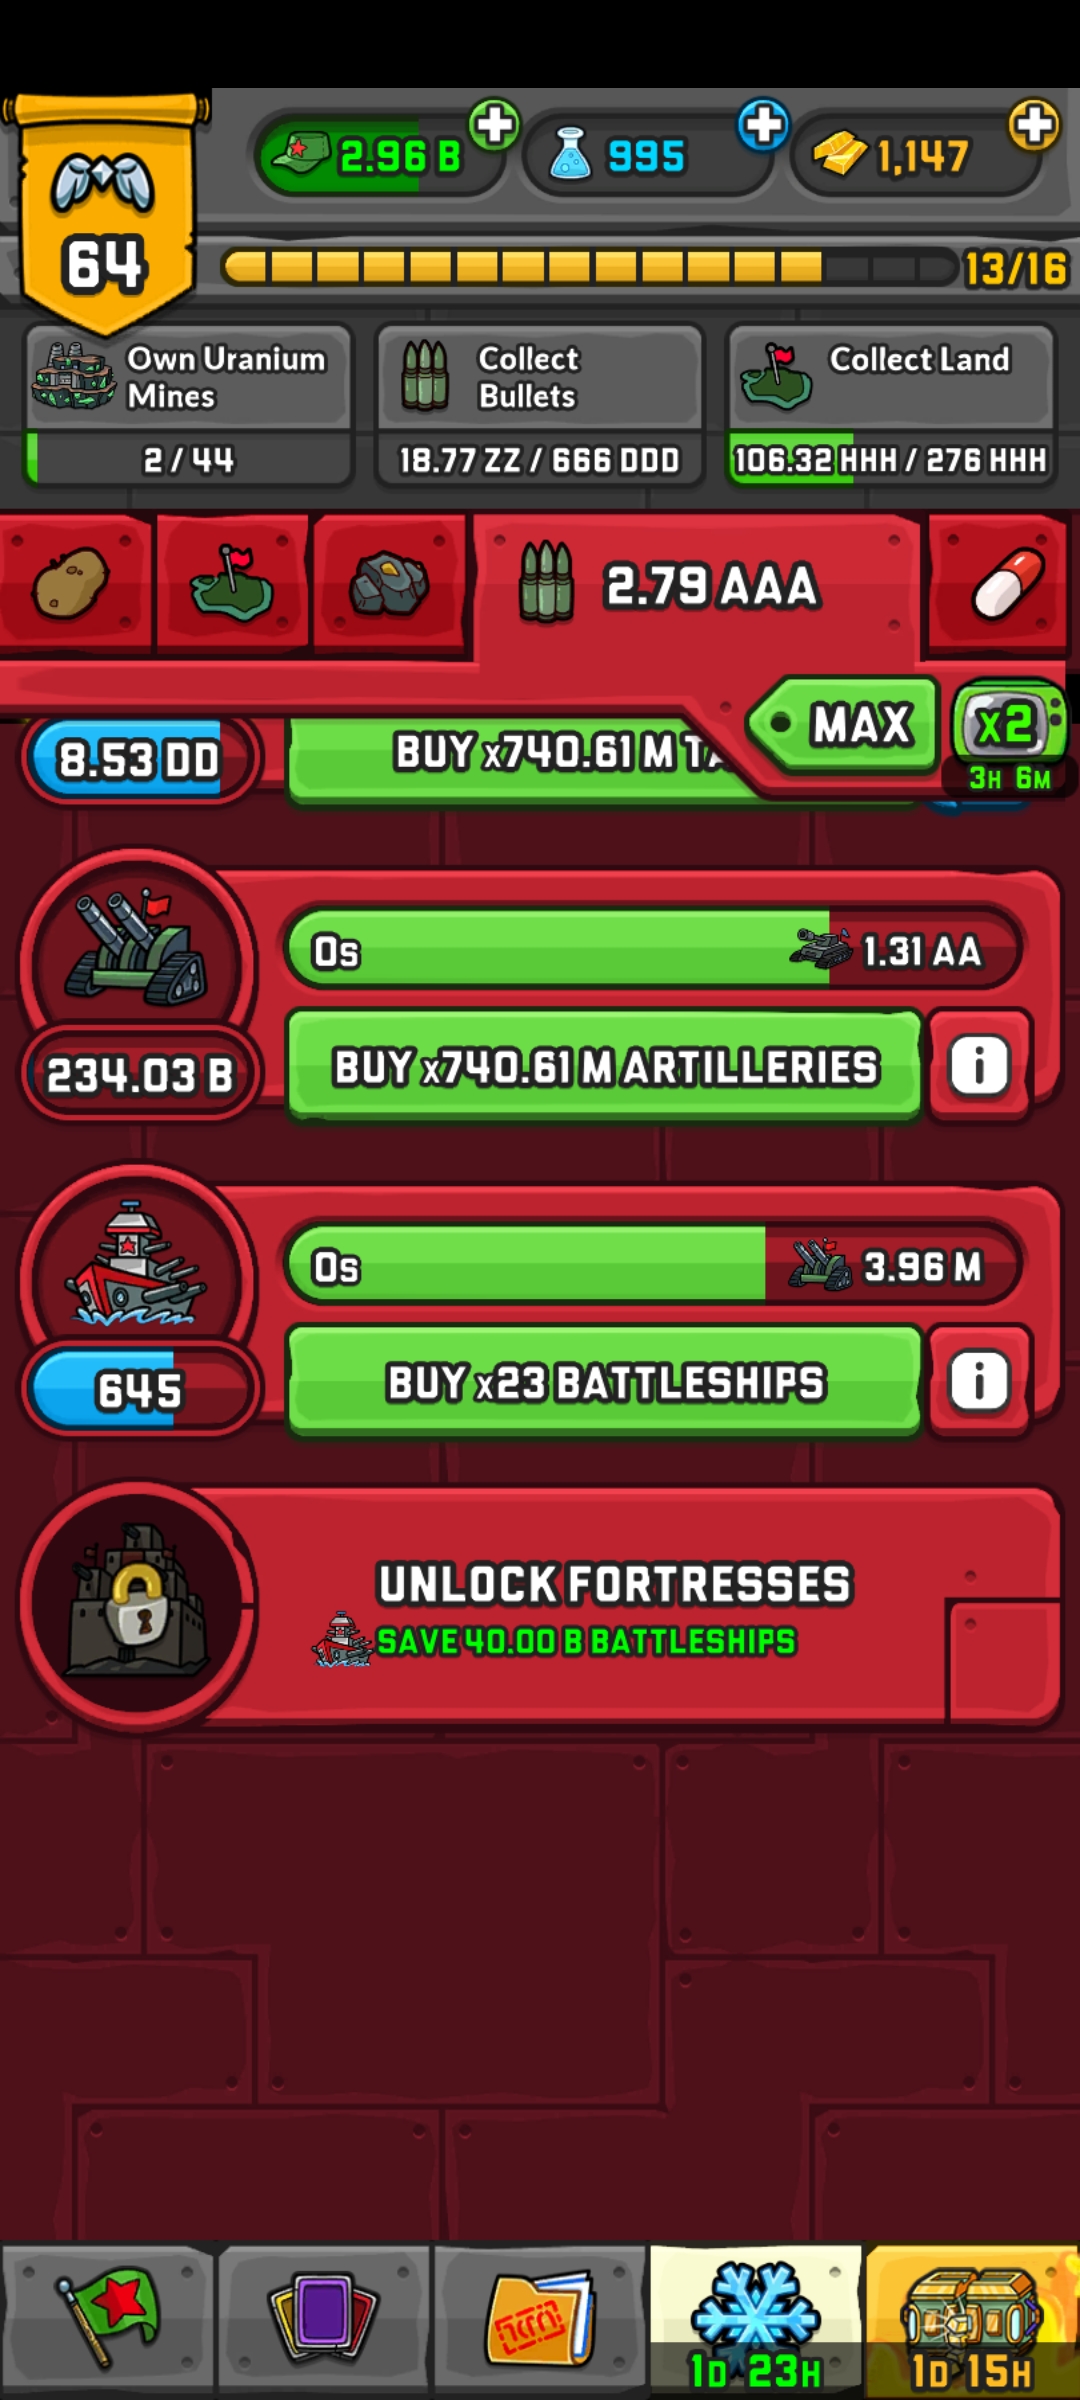 64
2.96 B
995
1,147
13/16
Own Uranium
Mines
2 / 44
Collect
Bullets
18.77 ZZ / 666 DDD
Collect Land
106.32 HHH / 276 HHH
2.79 AAA
MAX
x2
3H 6M
8.53 DD
BUY x740.61 M
0s
1.31 AA
234.03 B
BUY x740.61 M ARTILLERIES
i
0s
3.96 M
645
BUY x23 BATTLESHIPS
i
UNLOCK FORTRESSES
SAVE 40.00 B BATTLESHIPS
1D 23H
1D 15H